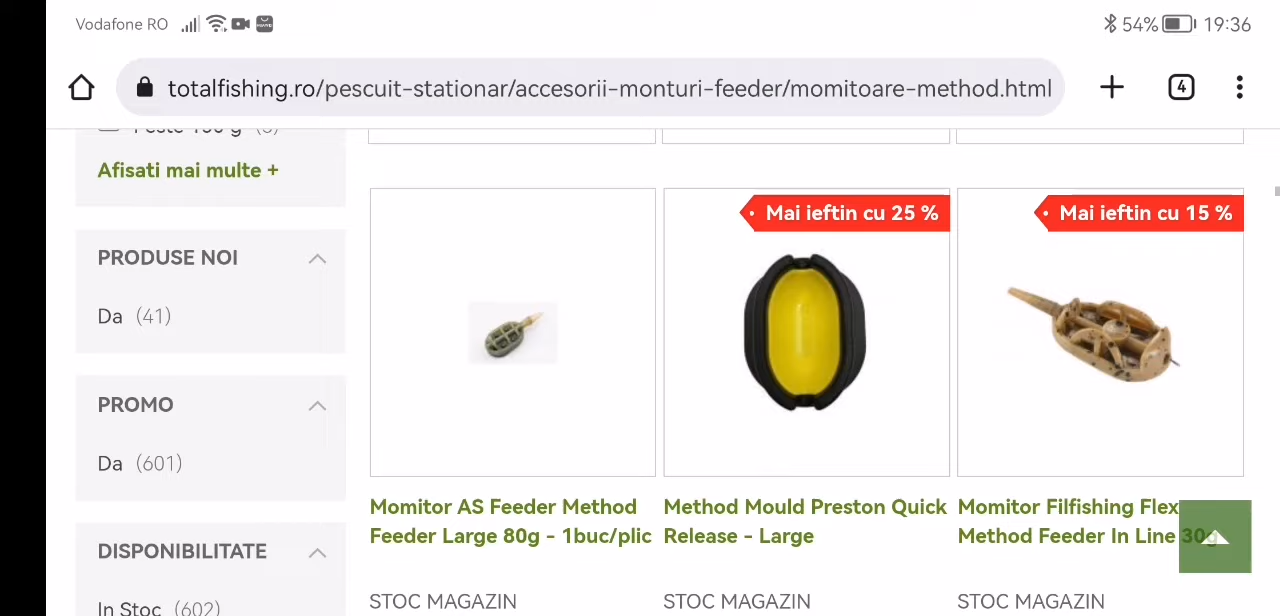 Vodafone RO
54%
19:36
totalfishing.ro/pescuit-stationar/accesorii-monturi-feeder/momitoare-method.html
4
Peste 150 g
Afisati mai multe +
PRODUSE NOI
Da (41)
PROMO
Da (601)
DISPONIBILITATE
In Stoc (602)
Mai ieftin cu 25 %
Mai ieftin cu 15 %
Momitor AS Feeder Method
Feeder Large 80g - 1buc/plic
STOC MAGAZIN
Method Mould Preston Quick
Release - Large
STOC MAGAZIN
Momitor Filfishing Flex
Method Feeder In Line 30g
STOC MAGAZIN